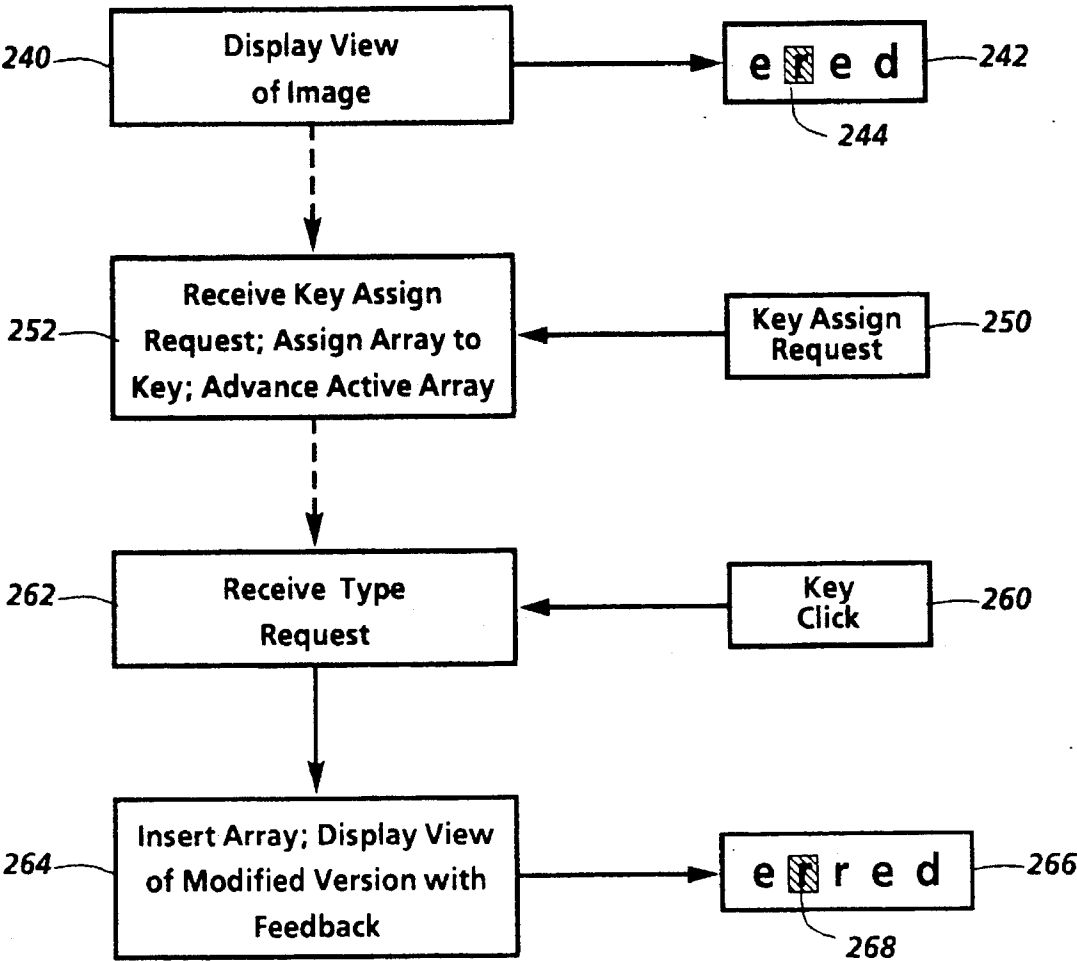 240
Display View
of Image
e r e d
242
244
252
Receive Key Assign
Request; Assign Array to
Key; Advance Active Array
Key Assign
Request
250
262
Receive Type
Request
Key
Click
260
264
Insert Array; Display View
of Modified Version with
Feedback
e r r e d
266
268